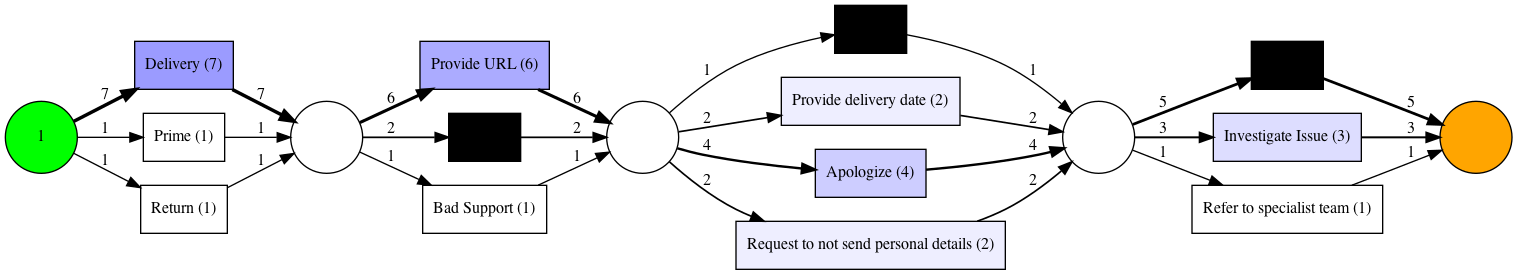 1
7
Delivery (7)
7
1
Prime (1)
1
1
Return (1)
1
6
Provide URL (6)
6
2
2
1
Bad Support (1)
1
1
1
2
Provide delivery date (2)
2
4
Apologize (4)
4
2
Request to not send personal details (2)
2
5
5
3
Investigate Issue (3)
3
1
Refer to specialist team (1)
1